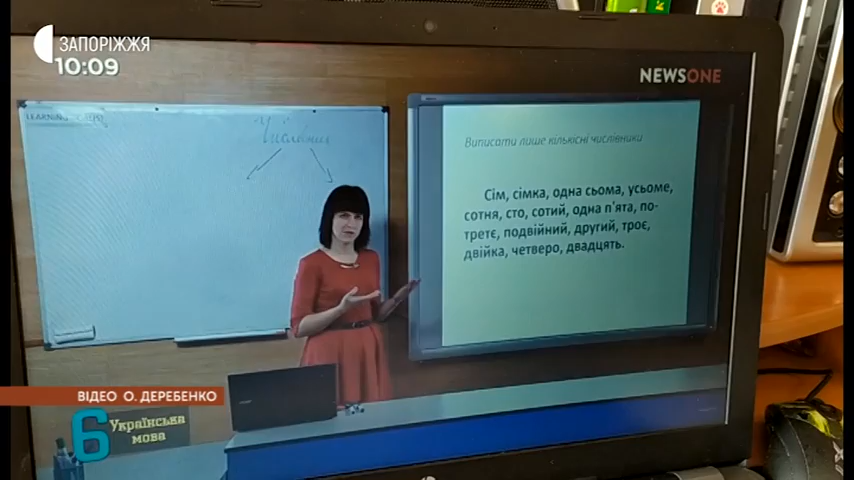 ЗАПОРІЖЖЯ
10:09
NEWSONE
Числівник
Виписати лише кількісні числівники
Сім, сімка, одна сьома, усьоме,
сотня, сто, сотий, одна п'ята, по-
третє, подвійний, другий, троє,
двійка, четверо, двадцять.
ВІДЕО О. ДЕРЕБЕНКО
6
Українська
мова